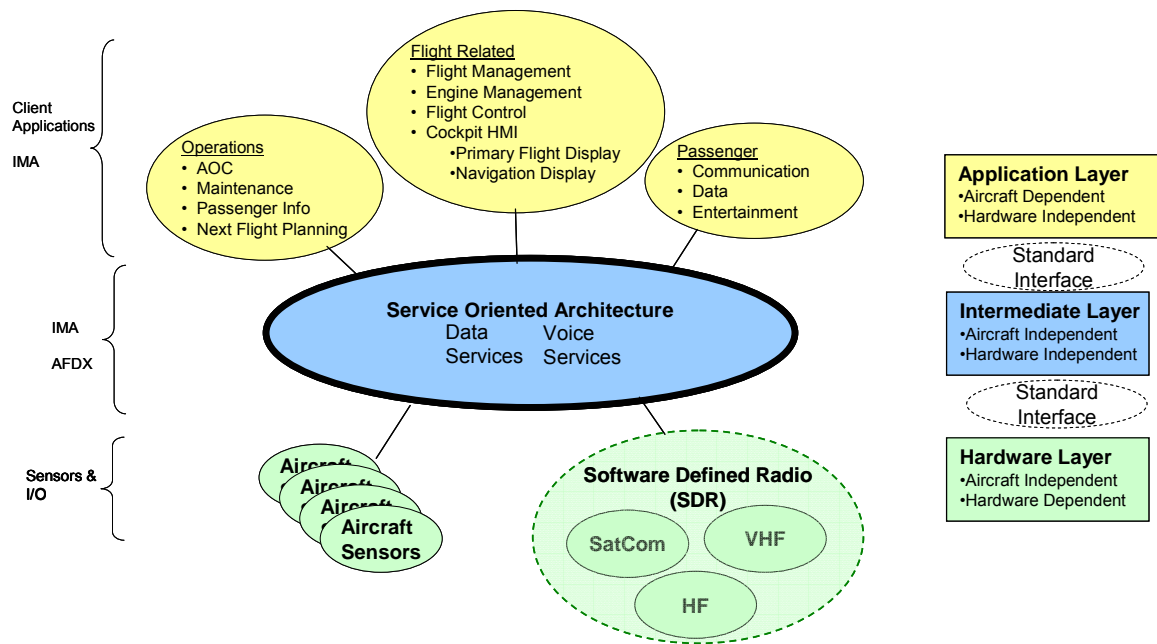 Flight Related
• Flight Management
• Engine Management
• Flight Control
• Cockpit HMI
•Primary Flight Display
•Navigation Display
Client
Applications
IMA
Operations
• AOC
• Maintenance
• Passenger Info
• Next Flight Planning
Passenger
• Communication
• Data
• Entertainment
Application Layer
•Aircraft Dependent
•Hardware Independent
Standard
Interface
IMA
AFDX
Service Oriented Architecture
Data
Services
Voice
Services
Intermediate Layer
•Aircraft Independent
•Hardware Independent
Standard
Interface
Sensors &
I/O
Aircraft
Aircraft
Aircraft
Aircraft
Sensors
Software Defined Radio
(SDR)
SatCom
VHF
HF
Hardware Layer
•Aircraft Independent
•Hardware Dependent